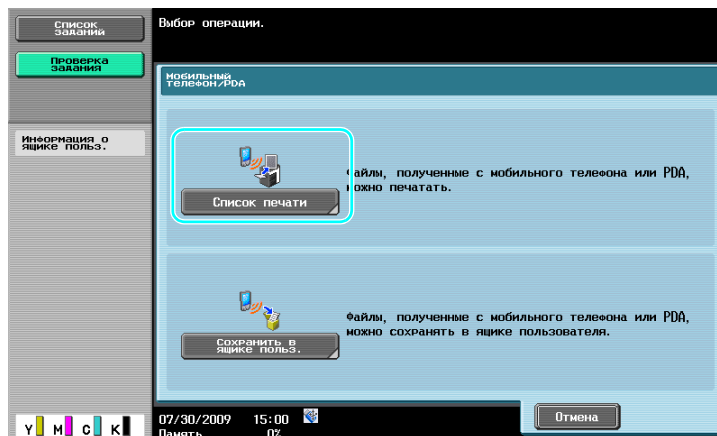 Список
заданий
Выбор операции.
Проверка
задания
Мобильный
телефон/PDA
Информация о
ящике польз.
файлы, полученные с мобильного телефона или PDA,
можно печатать.
Список печати
файлы, полученные с мобильного телефона или PDA,
можно сохранять в ящике пользователя.
Сохранить в
ящике польз.
Отмена
07/30/2009 15:00
Память 0%
Y M C K